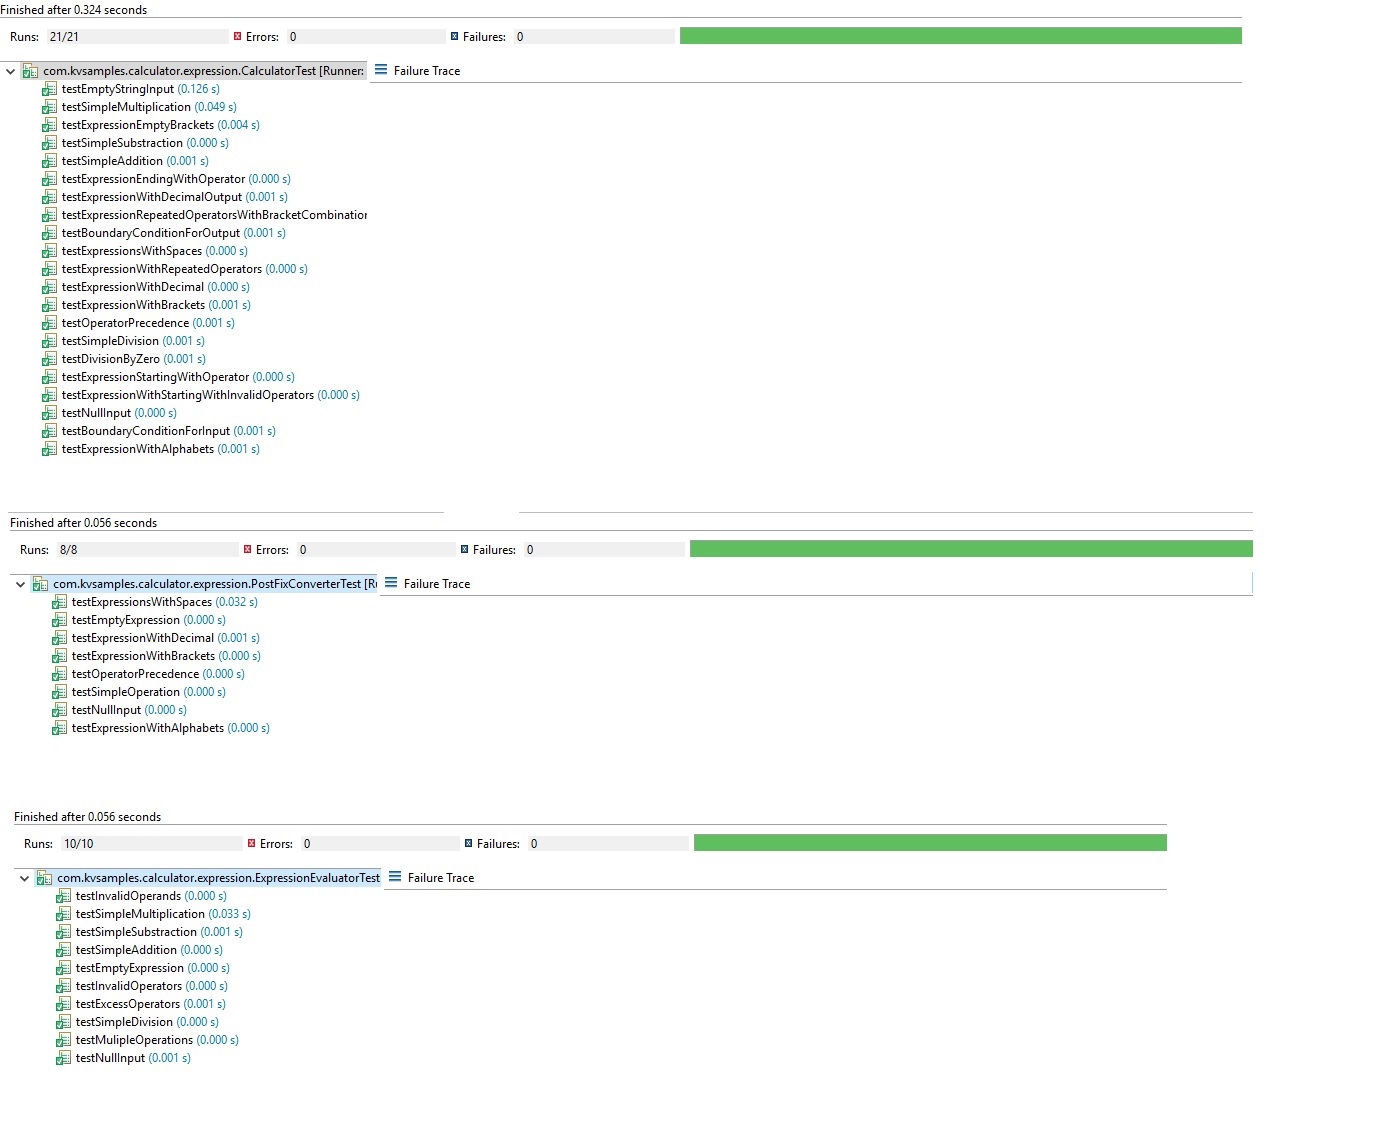 Finished after 0.324 seconds
Runs: 21/21 Errors: 0 Failures: 0
com.kvsamples.calculator.expression.CalculatorTest [Runner: Failure Trace
testEmptyStringInput (0.126 s)
testSimpleMultiplication (0.049 s)
testExpressionEmptyBrackets (0.004 s)
testSimpleSubstraction (0.000 s)
testSimpleAddition (0.001 s)
testExpressionEndingWithOperator (0.000 s)
testExpressionWithDecimalOutput (0.001 s)
testExpressionRepeatedOperatorsWithBracketCombination
testBoundaryConditionForOutput (0.001 s)
testExpressionsWithSpaces (0.000 s)
testExpressionWithRepeatedOperators (0.000 s)
testExpressionWithDecimal (0.000 s)
testExpressionWithBrackets (0.001 s)
testOperatorPrecedence (0.001 s)
testSimpleDivision (0.001 s)
testDivisionByZero (0.001 s)
testExpressionStartingWithOperator (0.000 s)
testExpressionWithStartingWithInvalidOperators (0.000 s)
testNullInput (0.000 s)
testBoundaryConditionForInput (0.001 s)
testExpressionWithAlphabets (0.001 s)
Finished after 0.056 seconds
Runs: 8/8 Errors: 0 Failures: 0
com.kvsamples.calculator.expression.PostFixConverterTest [Ru Failure Trace
testExpressionsWithSpaces (0.032 s)
testEmptyExpression (0.000 s)
testExpressionWithDecimal (0.001 s)
testExpressionWithBrackets (0.000 s)
testOperatorPrecedence (0.000 s)
testSimpleOperation (0.000 s)
testNullInput (0.000 s)
testExpressionWithAlphabets (0.000 s)
Finished after 0.056 seconds
Runs: 10/10 Errors: 0 Failures: 0
com.kvsamples.calculator.expression.ExpressionEvaluatorTest Failure Trace
testInvalidOperands (0.000 s)
testSimpleMultiplication (0.033 s)
testSimpleSubstraction (0.001 s)
testSimpleAddition (0.000 s)
testEmptyExpression (0.000 s)
testInvalidOperators (0.000 s)
testExcessOperators (0.001 s)
testSimpleDivision (0.000 s)
testMulipleOperations (0.000 s)
testNullInput (0.001 s)